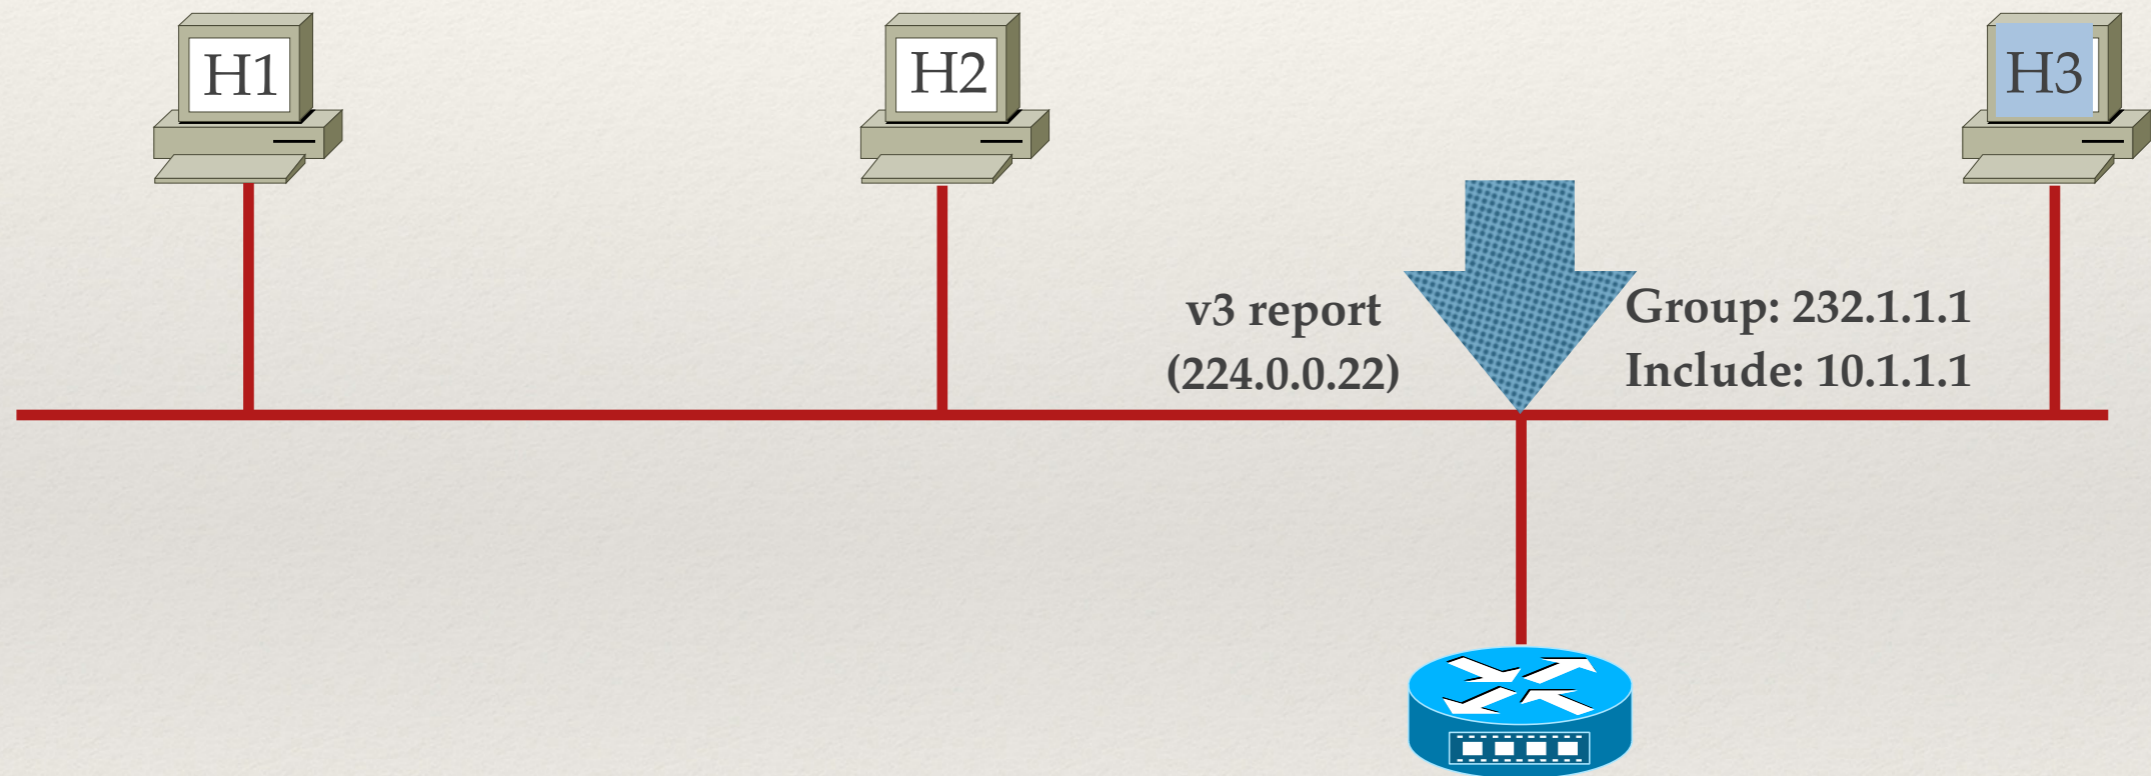 H1
H2
H3
v3 report
(224.0.0.22)
Group: 232.1.1.1
Include: 10.1.1.1